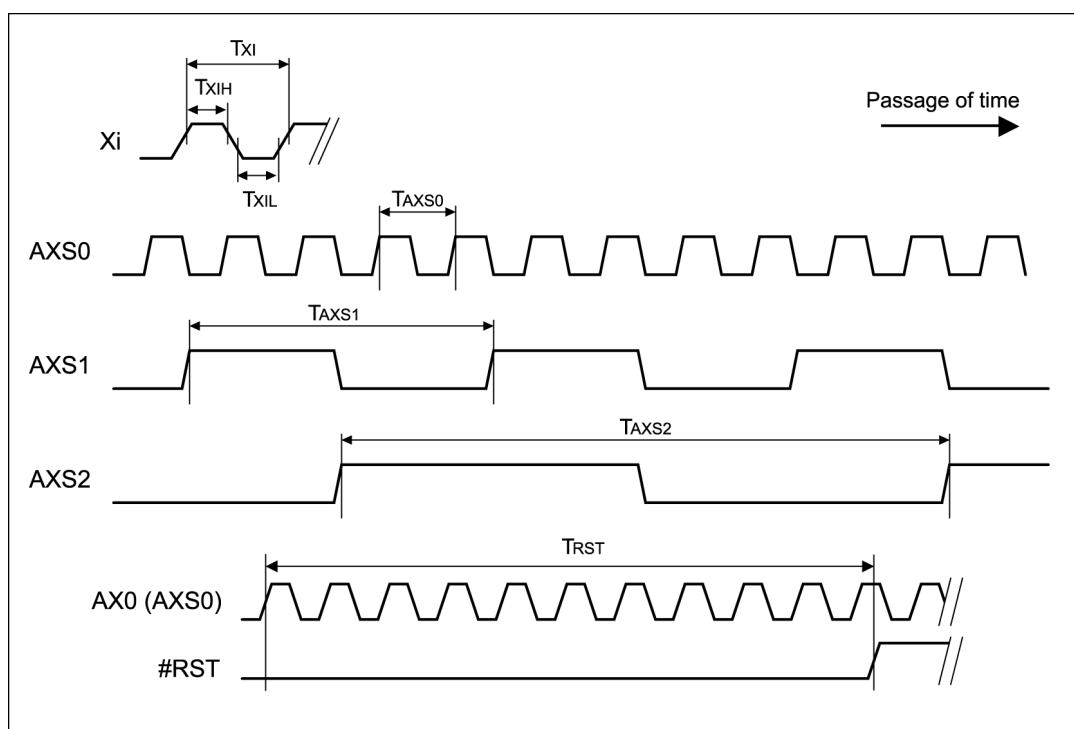 TXI
TXIH
Passage of time
Xi
TXIL
TAXS0
AXS0
TAXS1
AXS1
TAXS2
AXS2
TRST
AX0 (AXS0)
#RST